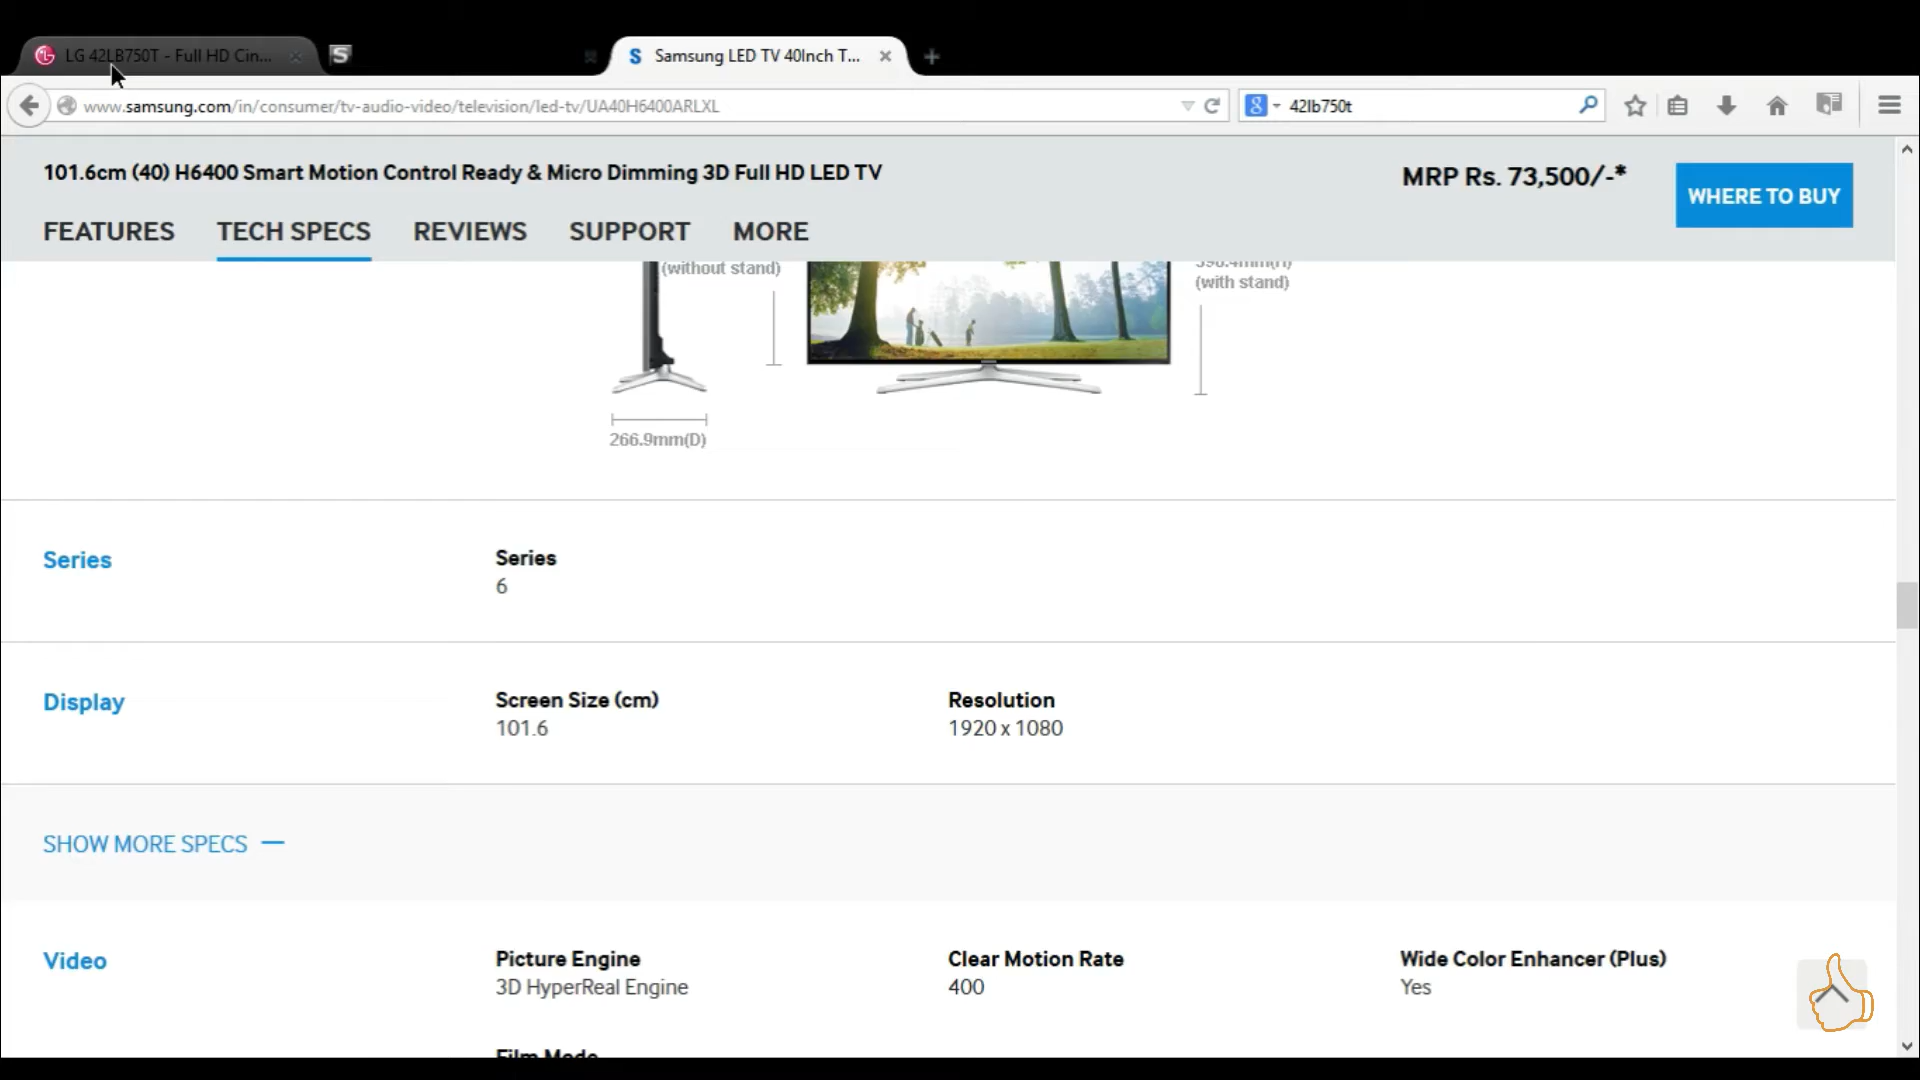 LG 42LB750T - Full HD Cin...
S
S Samsung LED TV 40Inch T...
www.samsung.com/in/consumer/tv-audio-video/television/led-tv/UA40H6400ARLXL
8 42lb750t
101.6cm (40) H6400 Smart Motion Control Ready & Micro Dimming 3D Full HD LED TV
MRP Rs. 73,500/-*
WHERE TO BUY
FEATURES TECH SPECS REVIEWS SUPPORT MORE
(without stand)
(with stand)
266.9mm(D)
Series
Series
6
Display
Screen Size (cm)
101.6
Resolution
1920 x 1080
SHOW MORE SPECS
Video
Picture Engine
3D HyperReal Engine
Clear Motion Rate
400
Wide Color Enhancer (Plus)
Yes
Film Mode